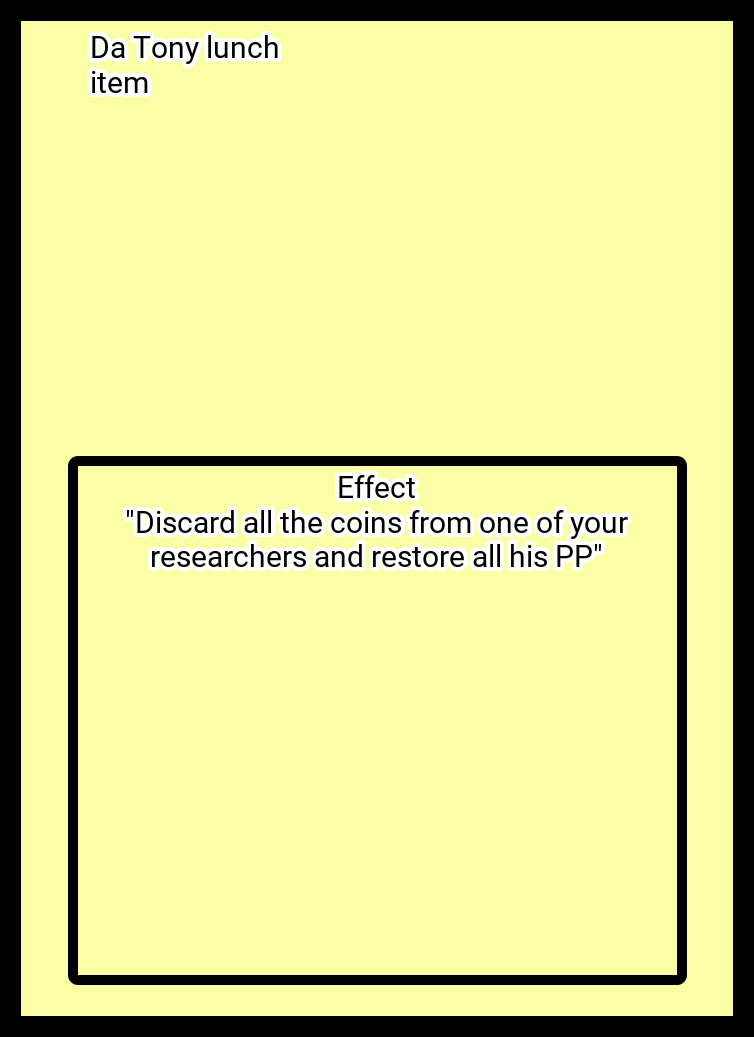 Da Tony lunch
item
Effect
"Discard all the coins from one of your
researchers and restore all his PP"